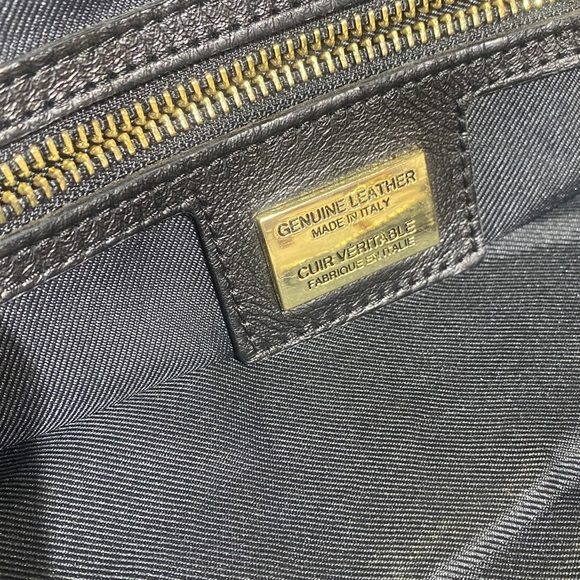 GENUINE LEATHER
MADE IN ITALY
CUIR VERITABLE
FABRIQUE EN ITALIE